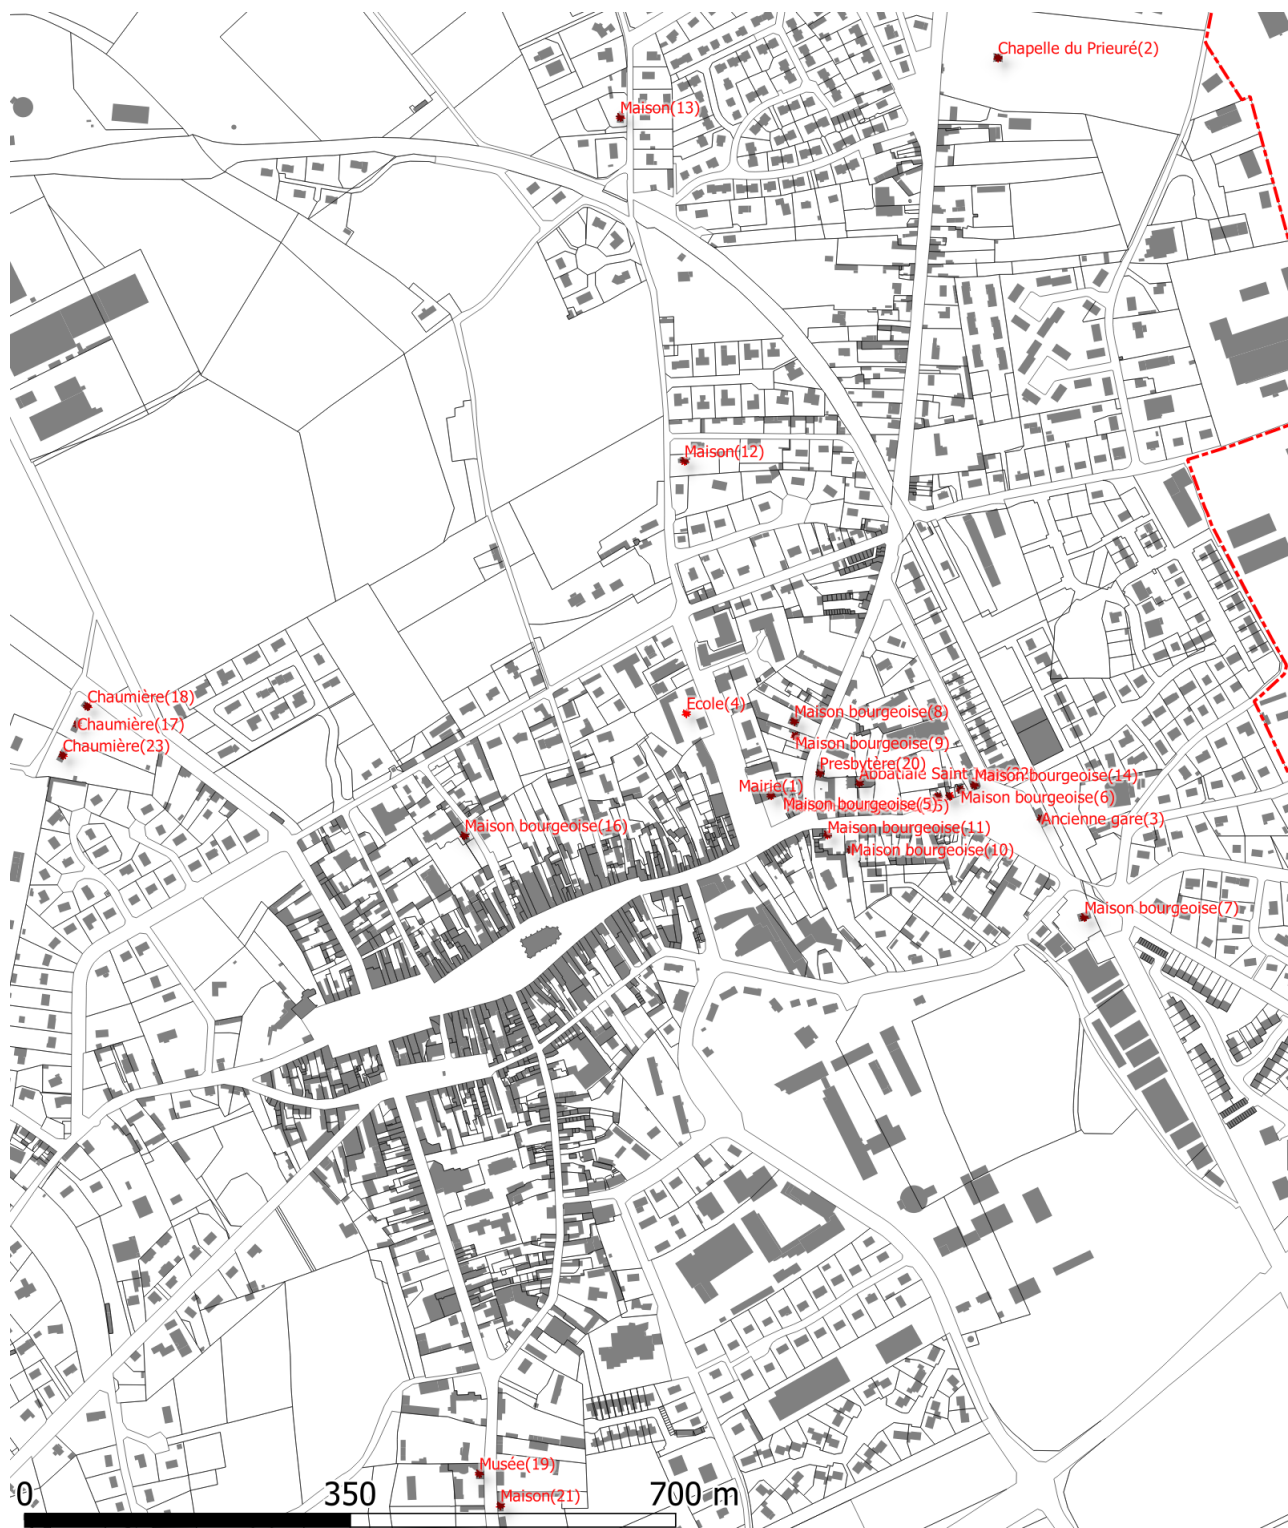 Chapelle du Prieuré(2)
Maison(13)
Maison(12)
Chaumière(18)
Ecole(4)
Maison bourgeoise(8)
Chaumière(17)
Maison bourgeoise(9)
Chaumière(23)
Presbytère(20)
Abbatiale Saint
Maison bourgeoise(14)
Mairie(1)
Maison bourgeoise(5)
Maison bourgeoise(6)
Ancienne gare(3)
Maison bourgeoise(16)
Maison bourgeoise(11)
Maison bourgeoise(10)
Maison bourgeoise(7)
Musée(19)
Maison(21)
0 350 700 m